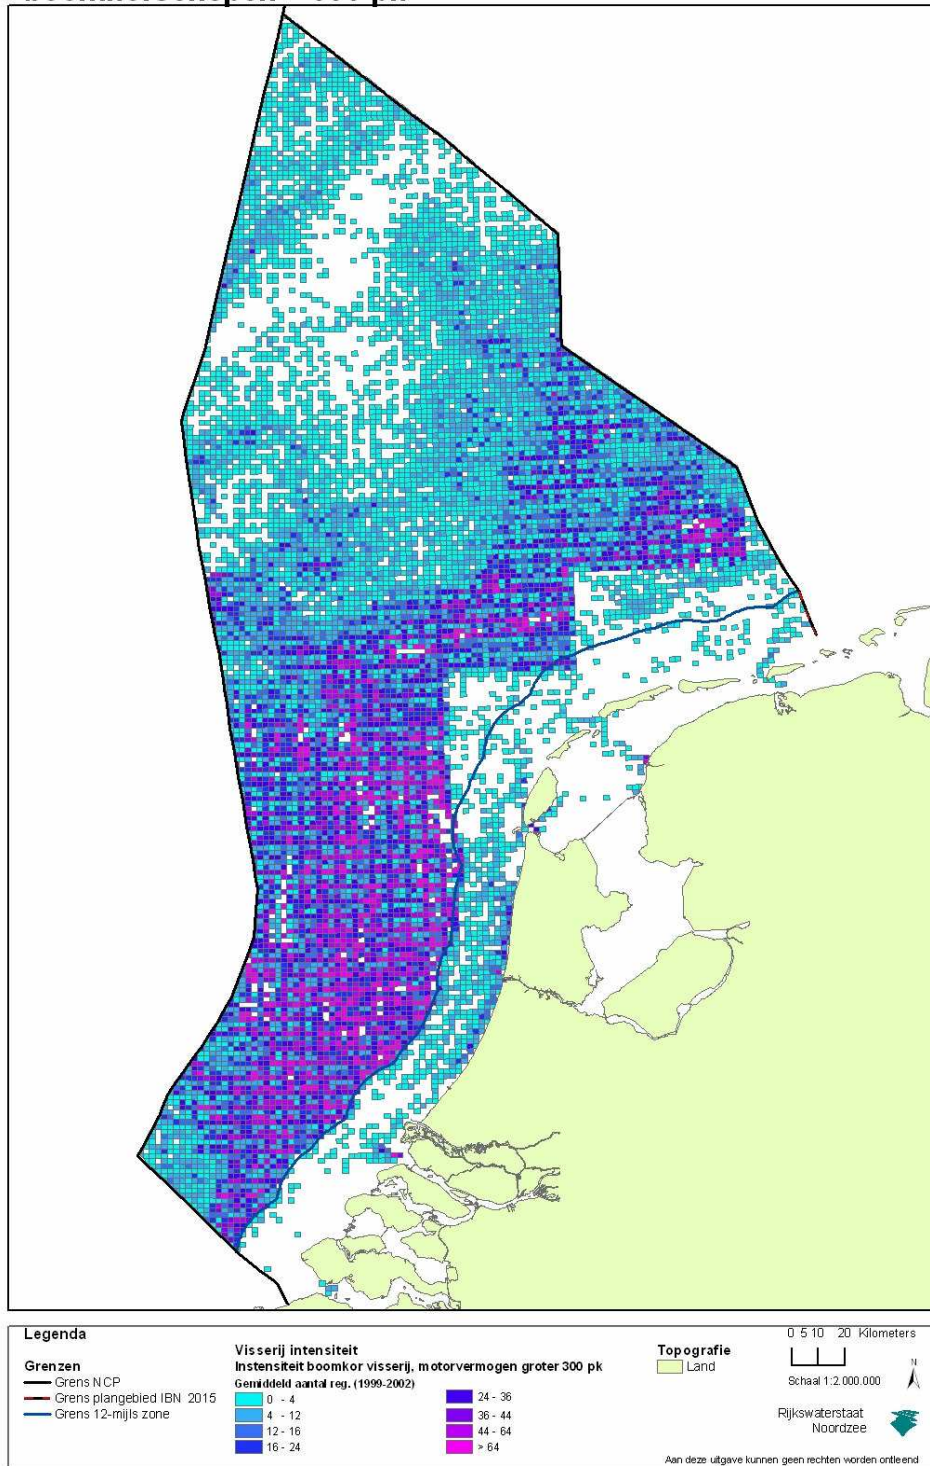 Legenda
Grenzen
Grens NCP
Grens plangebied IBN 2015
Grens 12-mijls zone
Visserij intensiteit
Instensiteit boomkor visserij, motorvermogen groter 300 pk
Gemiddeld aantal reg. (1999-2002)
0 - 4
4 - 12
12 - 16
16 - 24
24 - 36
36 - 44
44 - 64
> 64
Topografie
Land
0 5 10 20 Kilometers
Schaal 1:2.000.000
N
Rijkswaterstaat
Noordzee
Aan deze uitgave kunnen geen rechten worden ontleend